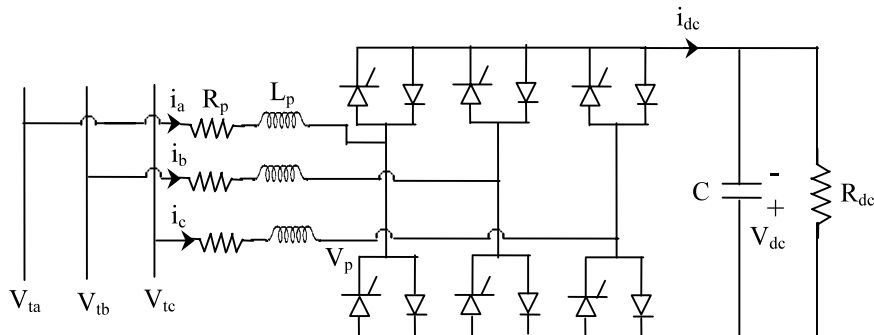 i_dc
i_a
R_p
L_p
i_b
C
-
+
R_dc
V_dc
i_c
V_p
V_ta
V_tb
V_tc